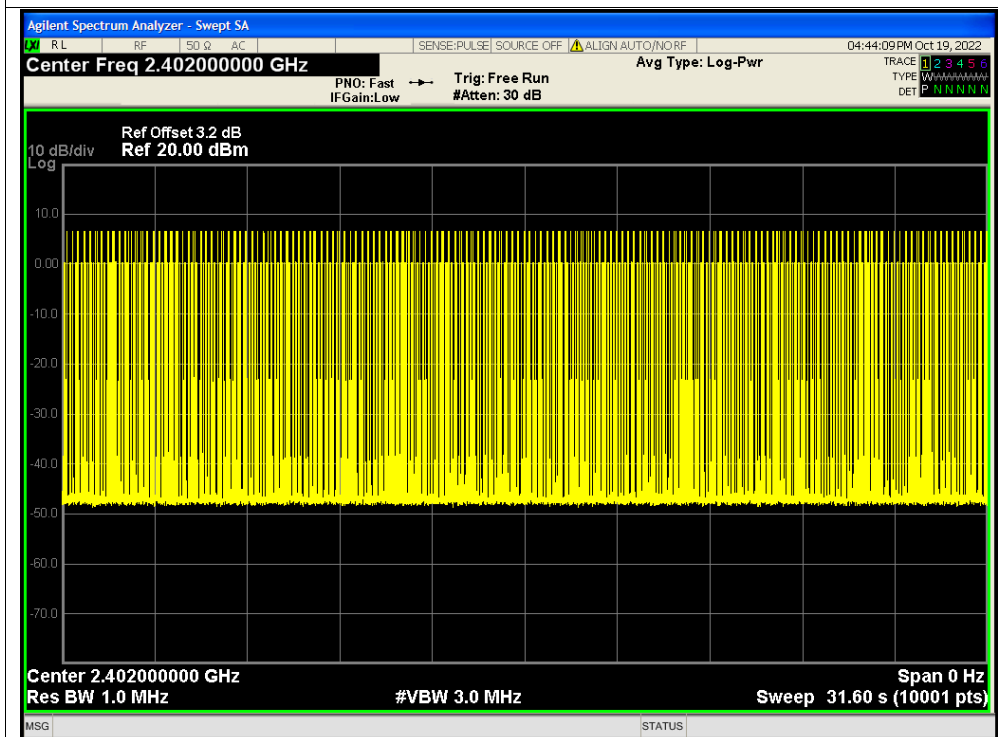 Agilent Spectrum Analyzer - Swept SA
LXI RL RF 50 Ω AC SENSE:PULSE SOURCE OFF ALIGN AUTO/NO RF 04:44:09 PM Oct 19, 2022
Center Freq 2.402000000 GHz Avg Type: Log-Pwr TRACE 1 2 3 4 5 6
PNO: Fast Trig: Free Run TYPE WWWWWW
IFGain:Low #Atten: 30 dB DET P N N N N N
Ref Offset 3.2 dB
10 dB/div Ref 20.00 dBm
Log
10.0
0.00
-10.0
-20.0
-30.0
-40.0
-50.0
-60.0
-70.0
Center 2.402000000 GHz Span 0 Hz
Res BW 1.0 MHz #VBW 3.0 MHz Sweep 31.60 s (10001 pts)
MSG STATUS